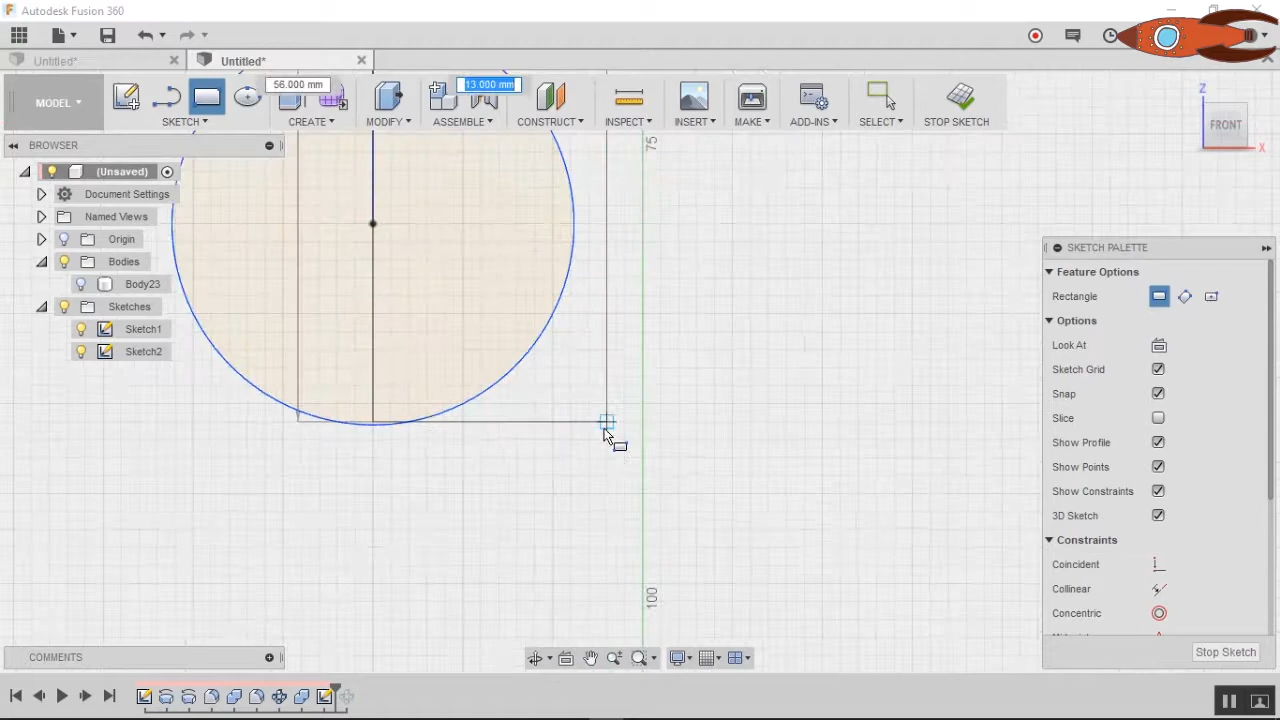 Autodesk Fusion 360
Untitled*
Untitled*
MODEL
56.000 mm
13.000 mm
SKETCH
CREATE
MODIFY
ASSEMBLE
CONSTRUCT
INSPECT
INSERT
MAKE
ADD-INS
SELECT
STOP SKETCH
BROWSER
(Unsaved)
Document Settings
Named Views
Origin
Bodies
Body23
Sketches
Sketch1
Sketch2
75
100
Z
FRONT
X
SKETCH PALETTE
Feature Options
Rectangle
Options
Look At
Sketch Grid
Snap
Slice
Show Profile
Show Points
Show Constraints
3D Sketch
Constraints
Coincident
Collinear
Concentric
Stop Sketch
COMMENTS